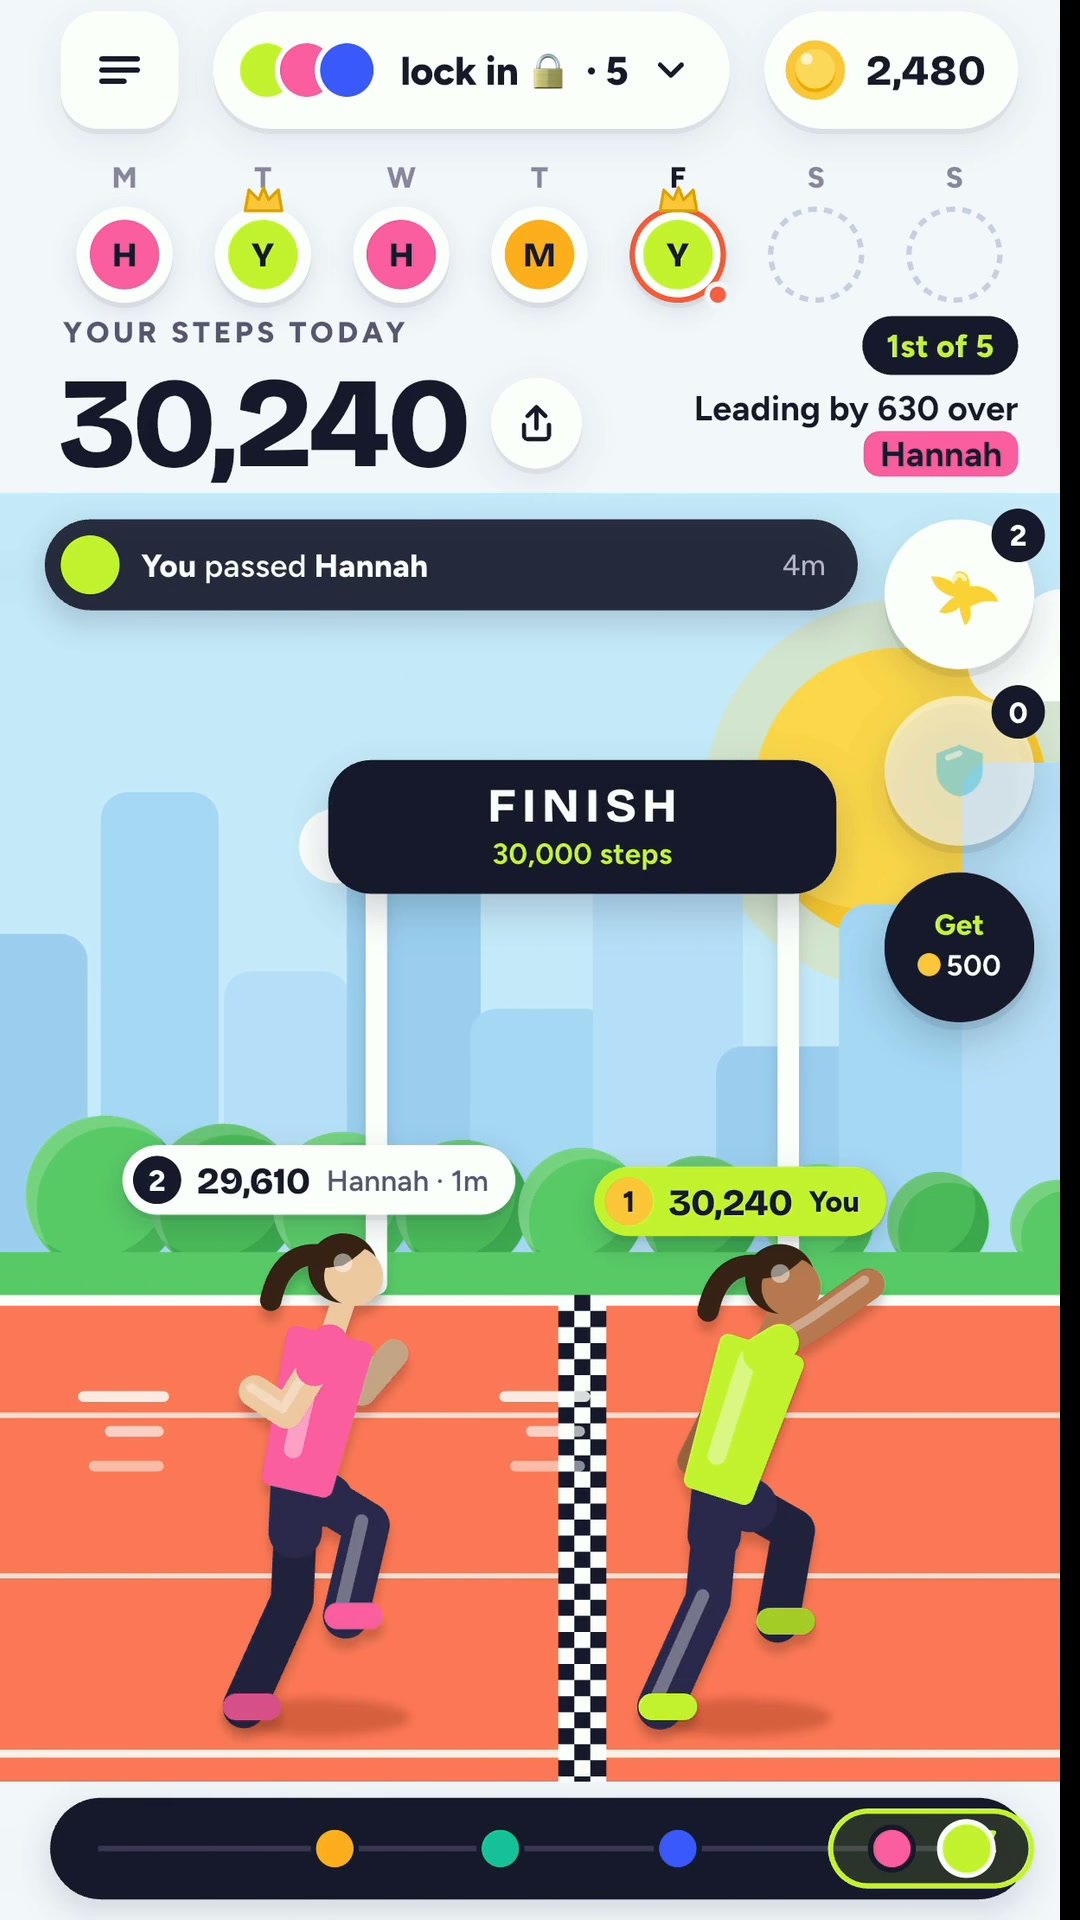 lock in 🔒 · 5
2,480
M T W T F S S
H Y H M Y
YOUR STEPS TODAY
30,240
1st of 5
Leading by 630 over
Hannah
You passed Hannah 4m
2
0
FINISH
30,000 steps
Get
500
2 29,610 Hannah · 1m
1 30,240 You